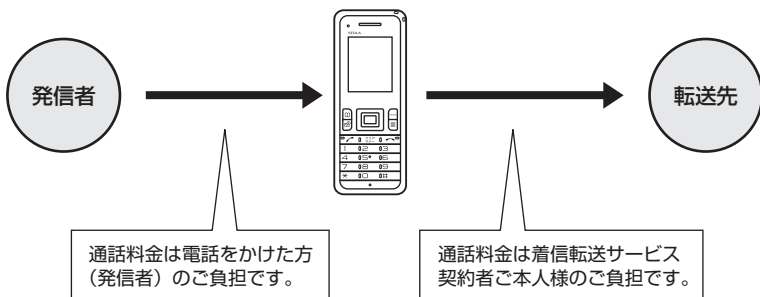 発信者
転送先
通話料金は電話をかけた方
（発信者）のご負担です。
通話料金は着信転送サービス
契約者ご本人様のご負担です。